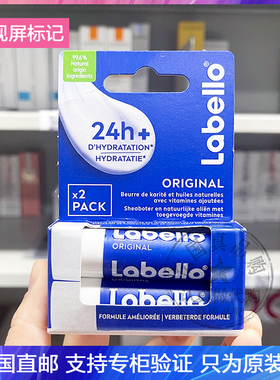 观屏标记
99,6%
Natural
origin
ingredients
Labello
24h+
D'HYDRATATION
HYDRATATIE
x2
PACK
ORIGINAL
Beurre de karité et huiles naturelles
avec vitamines ajoutées
Sheaboter en natuurlijke oliën met
toegevoegde vitamines
Labello
ORIGINAL
Labello
FORMULE AMÉLIORÉE / VERBETERDE FORMULE
国直邮 支持专柜验证 只为原装